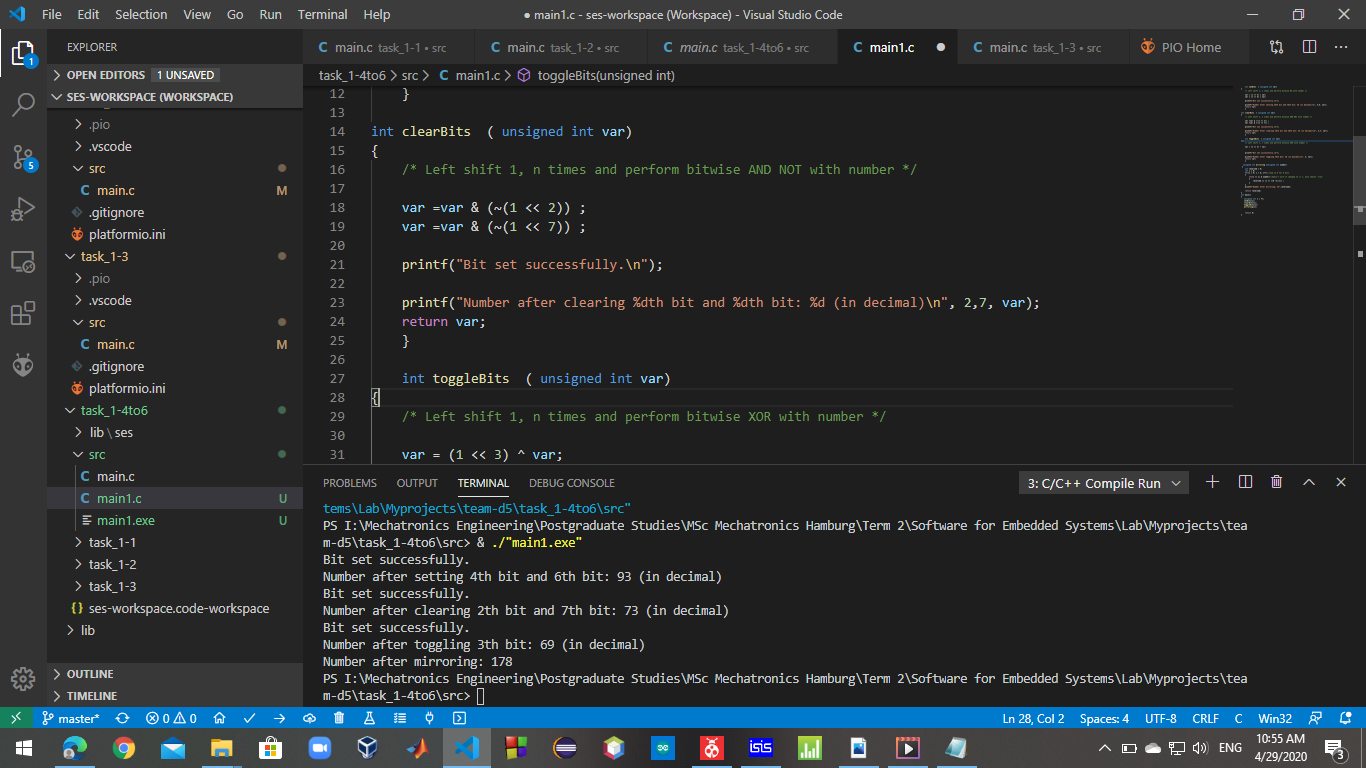 File Edit Selection View Go Run Terminal Help
● main1.c - ses-workspace (Workspace) - Visual Studio Code
EXPLORER
C main.c task_1-1 • src
C main.c task_1-2 • src
C main.c task_1-4to6 • src
C main1.c
C main.c task_1-3 • src
PIO Home
OPEN EDITORS 1 UNSAVED
SES-WORKSPACE (WORKSPACE)
.pio
.vscode
src
C main.c M
.gitignore
platformio.ini
task_1-3
.pio
.vscode
src
C main.c M
.gitignore
platformio.ini
task_1-4to6
lib \ ses
src
C main.c
C main1.c U
main1.exe U
task_1-1
task_1-2
task_1-3
{} ses-workspace.code-workspace
lib
OUTLINE
TIMELINE
1
5
task_1-4to6 > src > C main1.c > toggleBits(unsigned int)
12 }
13
14 int clearBits ( unsigned int var)
15 {
16 /* Left shift 1, n times and perform bitwise AND NOT with number */
17
18 var =var & (~(1 << 2)) ;
19 var =var & (~(1 << 7)) ;
20
21 printf("Bit set successfully.\n");
22
23 printf("Number after clearing %dth bit and %dth bit: %d (in decimal)\n", 2,7, var);
24 return var;
25 }
26
27 int toggleBits ( unsigned int var)
28 {
29 /* Left shift 1, n times and perform bitwise XOR with number */
30
31 var = (1 << 3) ^ var;
PROBLEMS OUTPUT TERMINAL DEBUG CONSOLE
3: C/C++ Compile Run
tems\Lab\Myprojects\team-d5\task_1-4to6\src"
PS I:\Mechatronics Engineering\Postgraduate Studies\MSc Mechatronics Hamburg\Term 2\Software for Embedded Systems\Lab\Myprojects\tea
m-d5\task_1-4to6\src> & ./"main1.exe"
Bit set successfully.
Number after setting 4th bit and 6th bit: 93 (in decimal)
Bit set successfully.
Number after clearing 2th bit and 7th bit: 73 (in decimal)
Bit set successfully.
Number after toggling 3th bit: 69 (in decimal)
Number after mirroring: 178
PS I:\Mechatronics Engineering\Postgraduate Studies\MSc Mechatronics Hamburg\Term 2\Software for Embedded Systems\Lab\Myprojects\tea
m-d5\task_1-4to6\src>
master* 0 0
Ln 28, Col 2 Spaces: 4 UTF-8 CRLF C Win32
isis
ENG
10:55 AM
4/29/2020
3